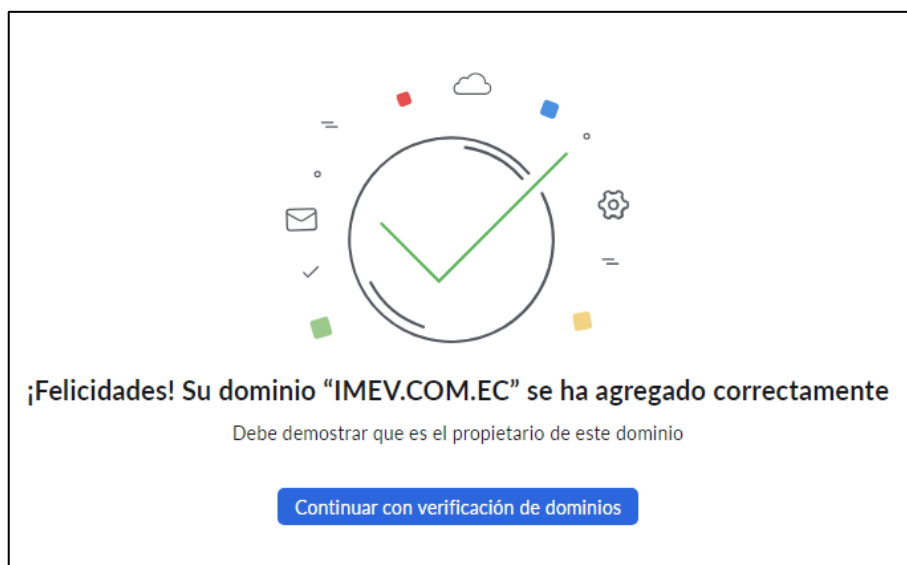 ¡Felicidades! Su dominio “IMEV.COM.EC” se ha agregado correctamente
Debe demostrar que es el propietario de este dominio
Continuar con verificación de dominios